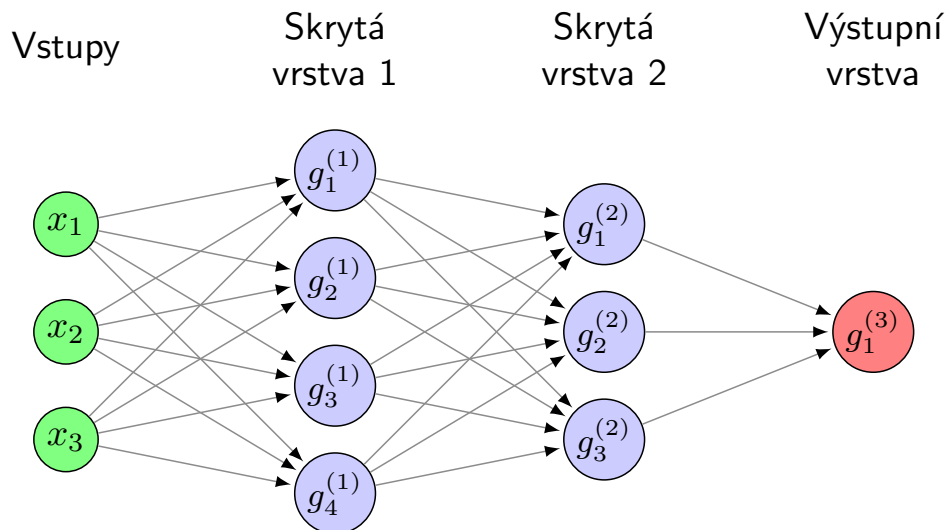 Vstupy
Skrytá
vrstva 1
Skrytá
vrstva 2
Výstupní
vrstva
x₁
x₂
x₃
g₁⁽¹⁾
g₂⁽¹⁾
g₃⁽¹⁾
g₄⁽¹⁾
g₁⁽²⁾
g₂⁽²⁾
g₃⁽²⁾
g₁⁽³⁾